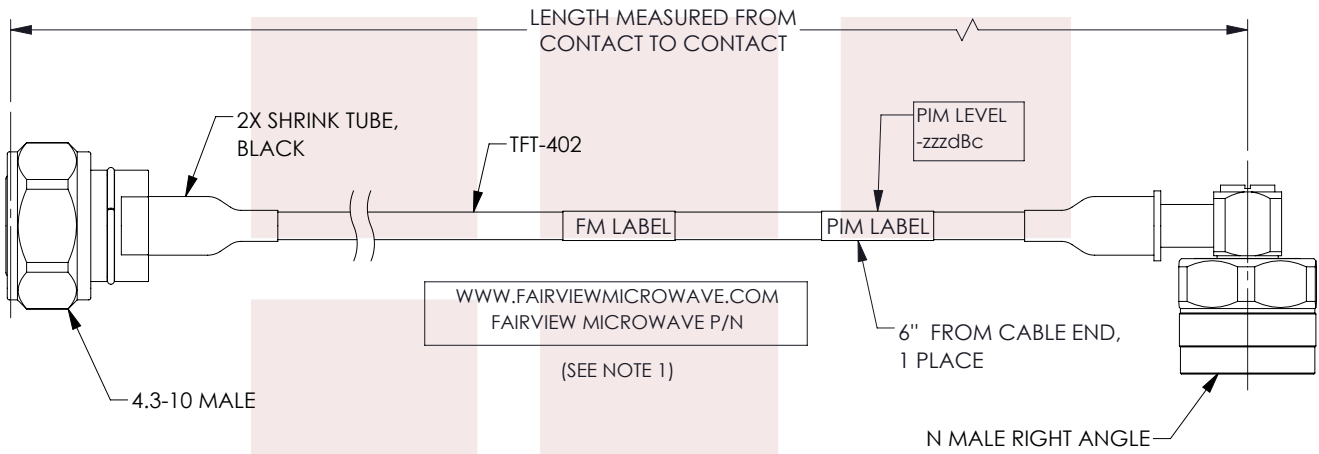 LENGTH MEASURED FROM
CONTACT TO CONTACT
2X SHRINK TUBE,
BLACK
TFT-402
PIM LEVEL
-zzzdBc
FM LABEL
PIM LABEL
WWW.FAIRVIEWMICROWAVE.COM
FAIRVIEW MICROWAVE P/N
(SEE NOTE 1)
6" FROM CABLE END,
1 PLACE
4.3-10 MALE
N MALE RIGHT ANGLE